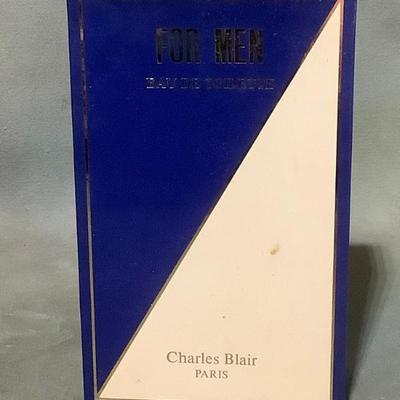 FOR MEN
EAU DE TOILETTE
Charles Blair
PARIS